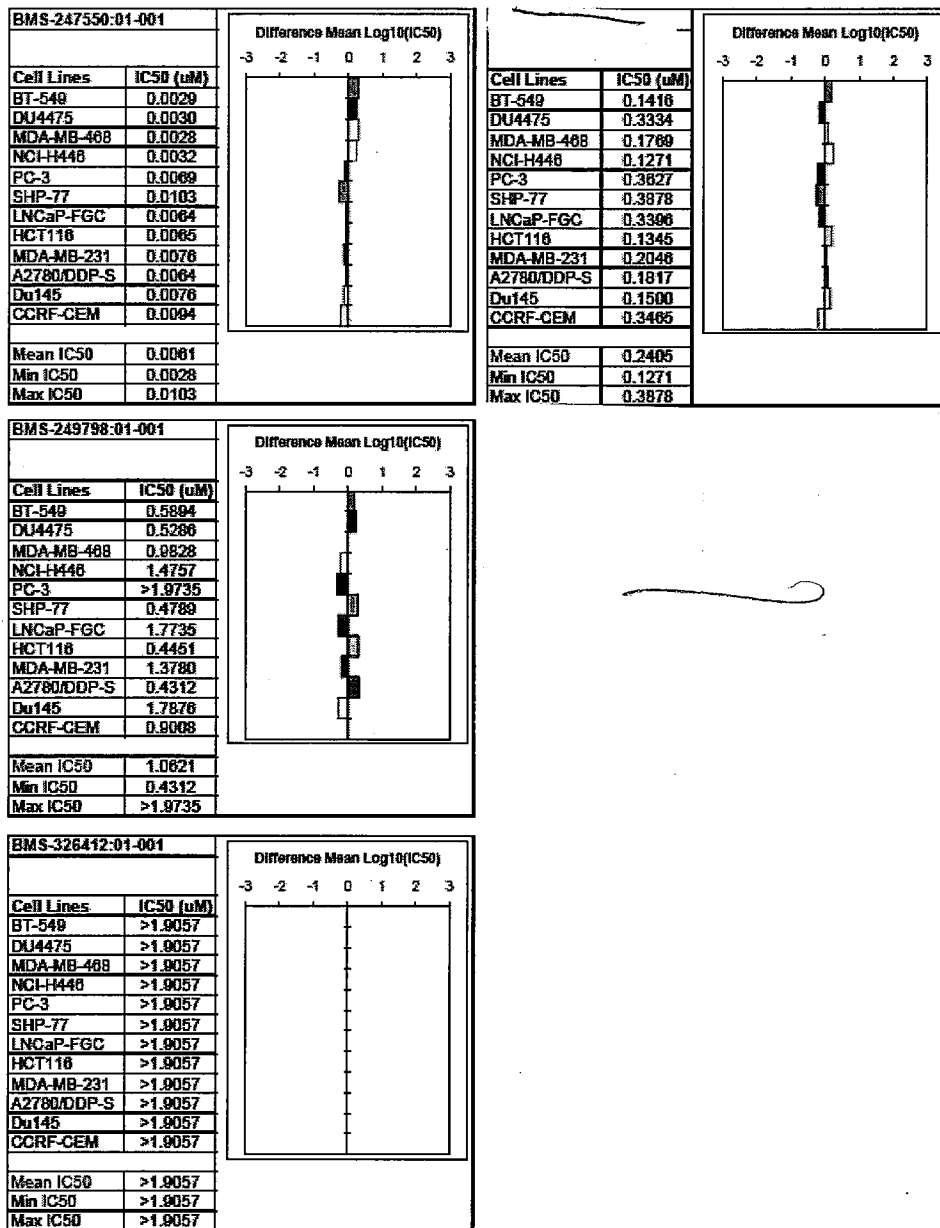 BMS-247550:01-001
Difference Mean Log10(IC50)
-3 -2 -1 0 1 2 3
Cell Lines IC50 (uM)
BT-549 0.0029
DU4475 0.0030
MDA-MB-468 0.0028
NCI-H446 0.0032
PC-3 0.0069
SHP-77 0.0103
LNCaP-FGC 0.0064
HCT116 0.0065
MDA-MB-231 0.0076
A2780/DDP-S 0.0064
Du145 0.0076
CCRF-CEM 0.0094
Mean IC50 0.0061
Min IC50 0.0028
Max IC50 0.0103
Difference Mean Log10(IC50)
-3 -2 -1 0 1 2 3
Cell Lines IC50 (uM)
BT-549 0.1416
DU4475 0.3334
MDA-MB-468 0.1769
NCI-H446 0.1271
PC-3 0.3627
SHP-77 0.3878
LNCaP-FGC 0.3396
HCT116 0.1345
MDA-MB-231 0.2046
A2780/DDP-S 0.1817
Du145 0.1500
CCRF-CEM 0.3465
Mean IC50 0.2405
Min IC50 0.1271
Max IC50 0.3878
BMS-249798:01-001
Difference Mean Log10(IC50)
-3 -2 -1 0 1 2 3
Cell Lines IC50 (uM)
BT-549 0.5894
DU4475 0.5286
MDA-MB-468 0.9828
NCI-H446 1.4757
PC-3 >1.9735
SHP-77 0.4789
LNCaP-FGC 1.7735
HCT116 0.4451
MDA-MB-231 1.3780
A2780/DDP-S 0.4312
Du145 1.7876
CCRF-CEM 0.9008
Mean IC50 1.0621
Min IC50 0.4312
Max IC50 >1.9735
BMS-326412:01-001
Difference Mean Log10(IC50)
-3 -2 -1 0 1 2 3
Cell Lines IC50 (uM)
BT-549 >1.9057
DU4475 >1.9057
MDA-MB-468 >1.9057
NCI-H446 >1.9057
PC-3 >1.9057
SHP-77 >1.9057
LNCaP-FGC >1.9057
HCT116 >1.9057
MDA-MB-231 >1.9057
A2780/DDP-S >1.9057
Du145 >1.9057
CCRF-CEM >1.9057
Mean IC50 >1.9057
Min IC50 >1.9057
Max IC50 >1.9057